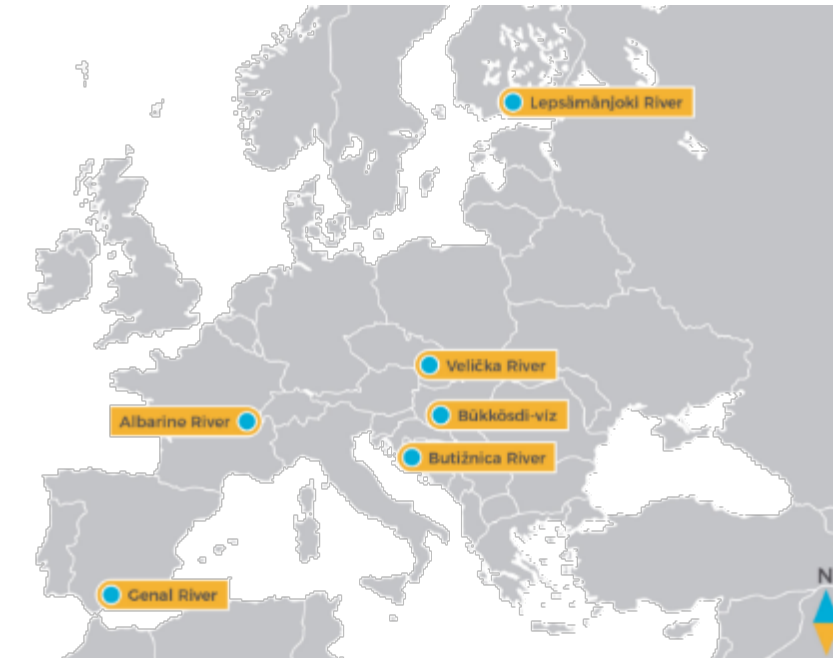 Lepsämänjoki River
Velička River
Bükkösdi-víz
Albarine River
Butižnica River
Genal River
N